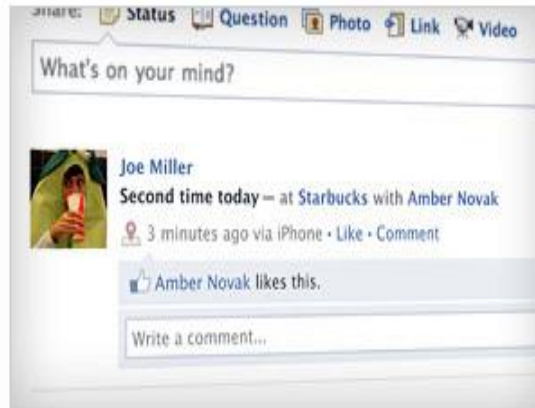 Share: Status Question Photo Link Video
What's on your mind?
Joe Miller
Second time today — at Starbucks with Amber Novak
3 minutes ago via iPhone · Like · Comment
Amber Novak likes this.
Write a comment...